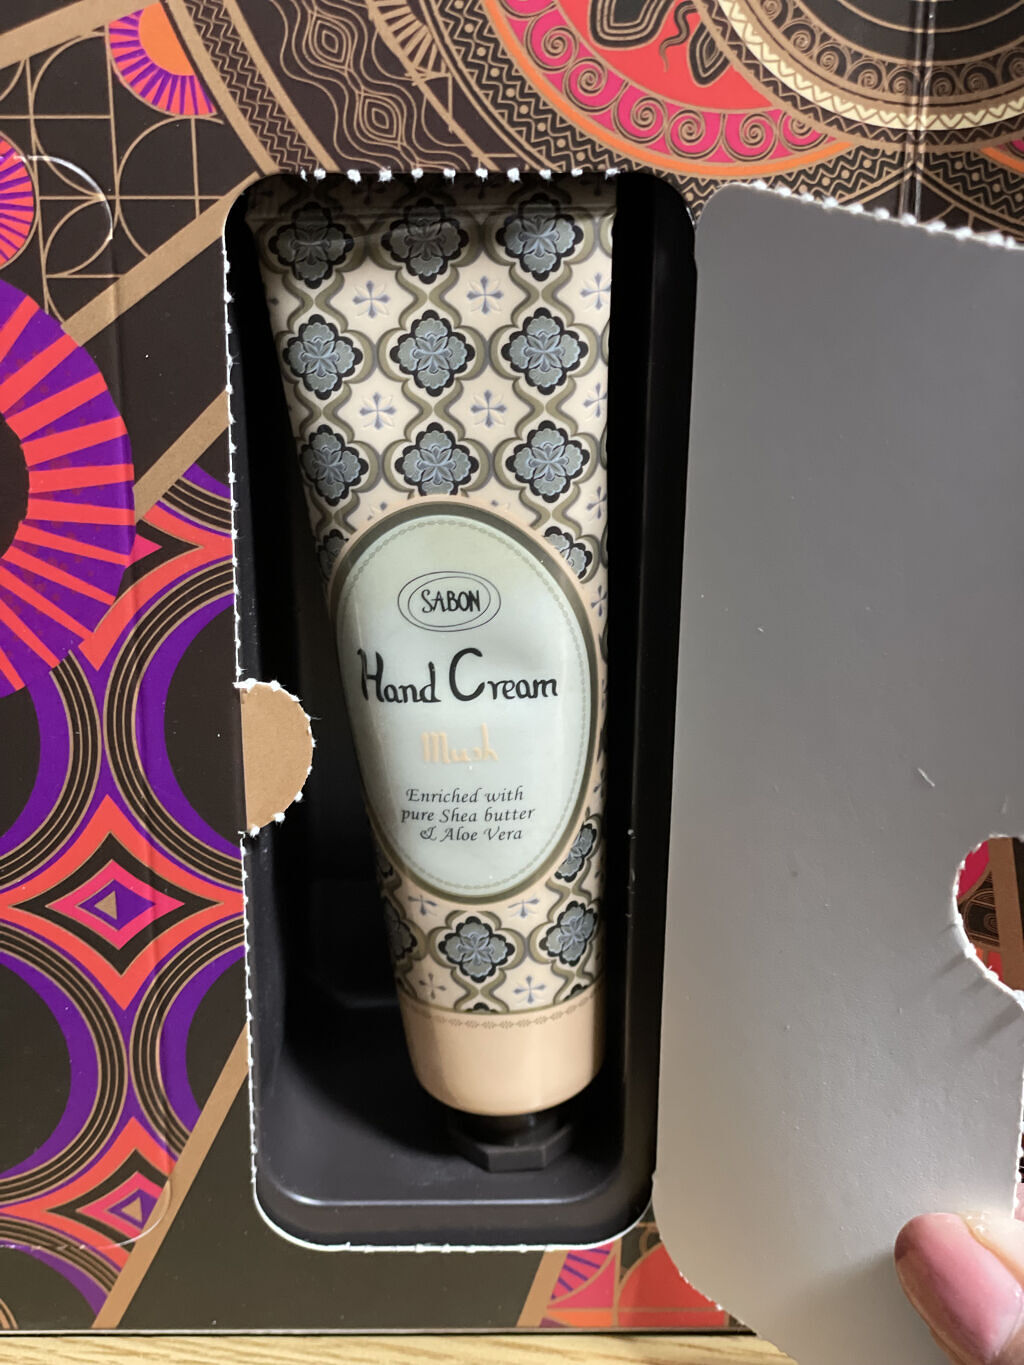 SABON
Hand Cream
Musk
Enriched with
pure Shea butter
& Aloe Vera